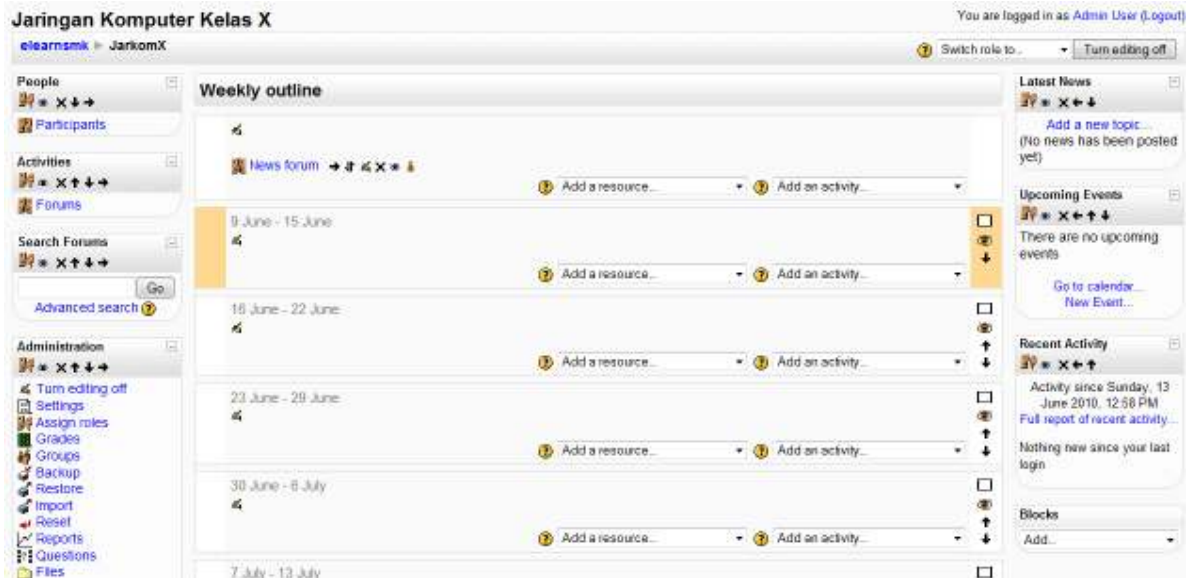 Jaringan Komputer Kelas X
You are logged in as Admin User (Logout)
elearnsmk ► JarkomX
Switch role to...
Turn editing off
People
Participants
Activities
Forums
Search Forums
Go
Advanced search
Administration
Turn editing off
Settings
Assign roles
Grades
Groups
Backup
Restore
Import
Reset
Reports
Questions
Files
Weekly outline
News forum
Add a resource... Add an activity...
9 June - 15 June
Add a resource... Add an activity...
16 June - 22 June
Add a resource... Add an activity...
23 June - 29 June
Add a resource... Add an activity...
30 June - 6 July
Add a resource... Add an activity...
7 July - 13 July
Latest News
Add a new topic...
(No news has been posted
yet)
Upcoming Events
There are no upcoming
events
Go to calendar...
New Event...
Recent Activity
Activity since Sunday, 13
June 2010, 12:58 PM
Full report of recent activity...
Nothing new since your last
login
Blocks
Add...